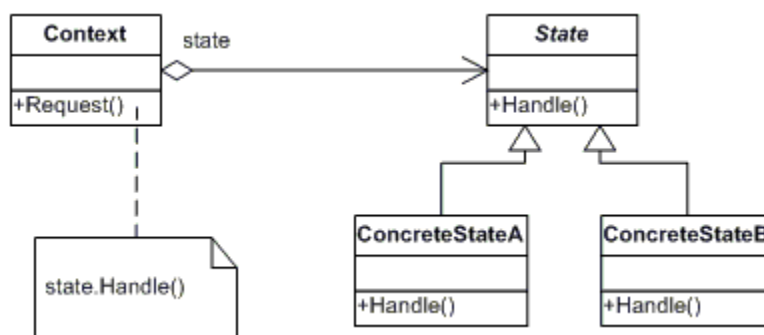 Context
state
State
+Request()
+Handle()
ConcreteStateA
ConcreteStateB
state.Handle()
+Handle()
+Handle()